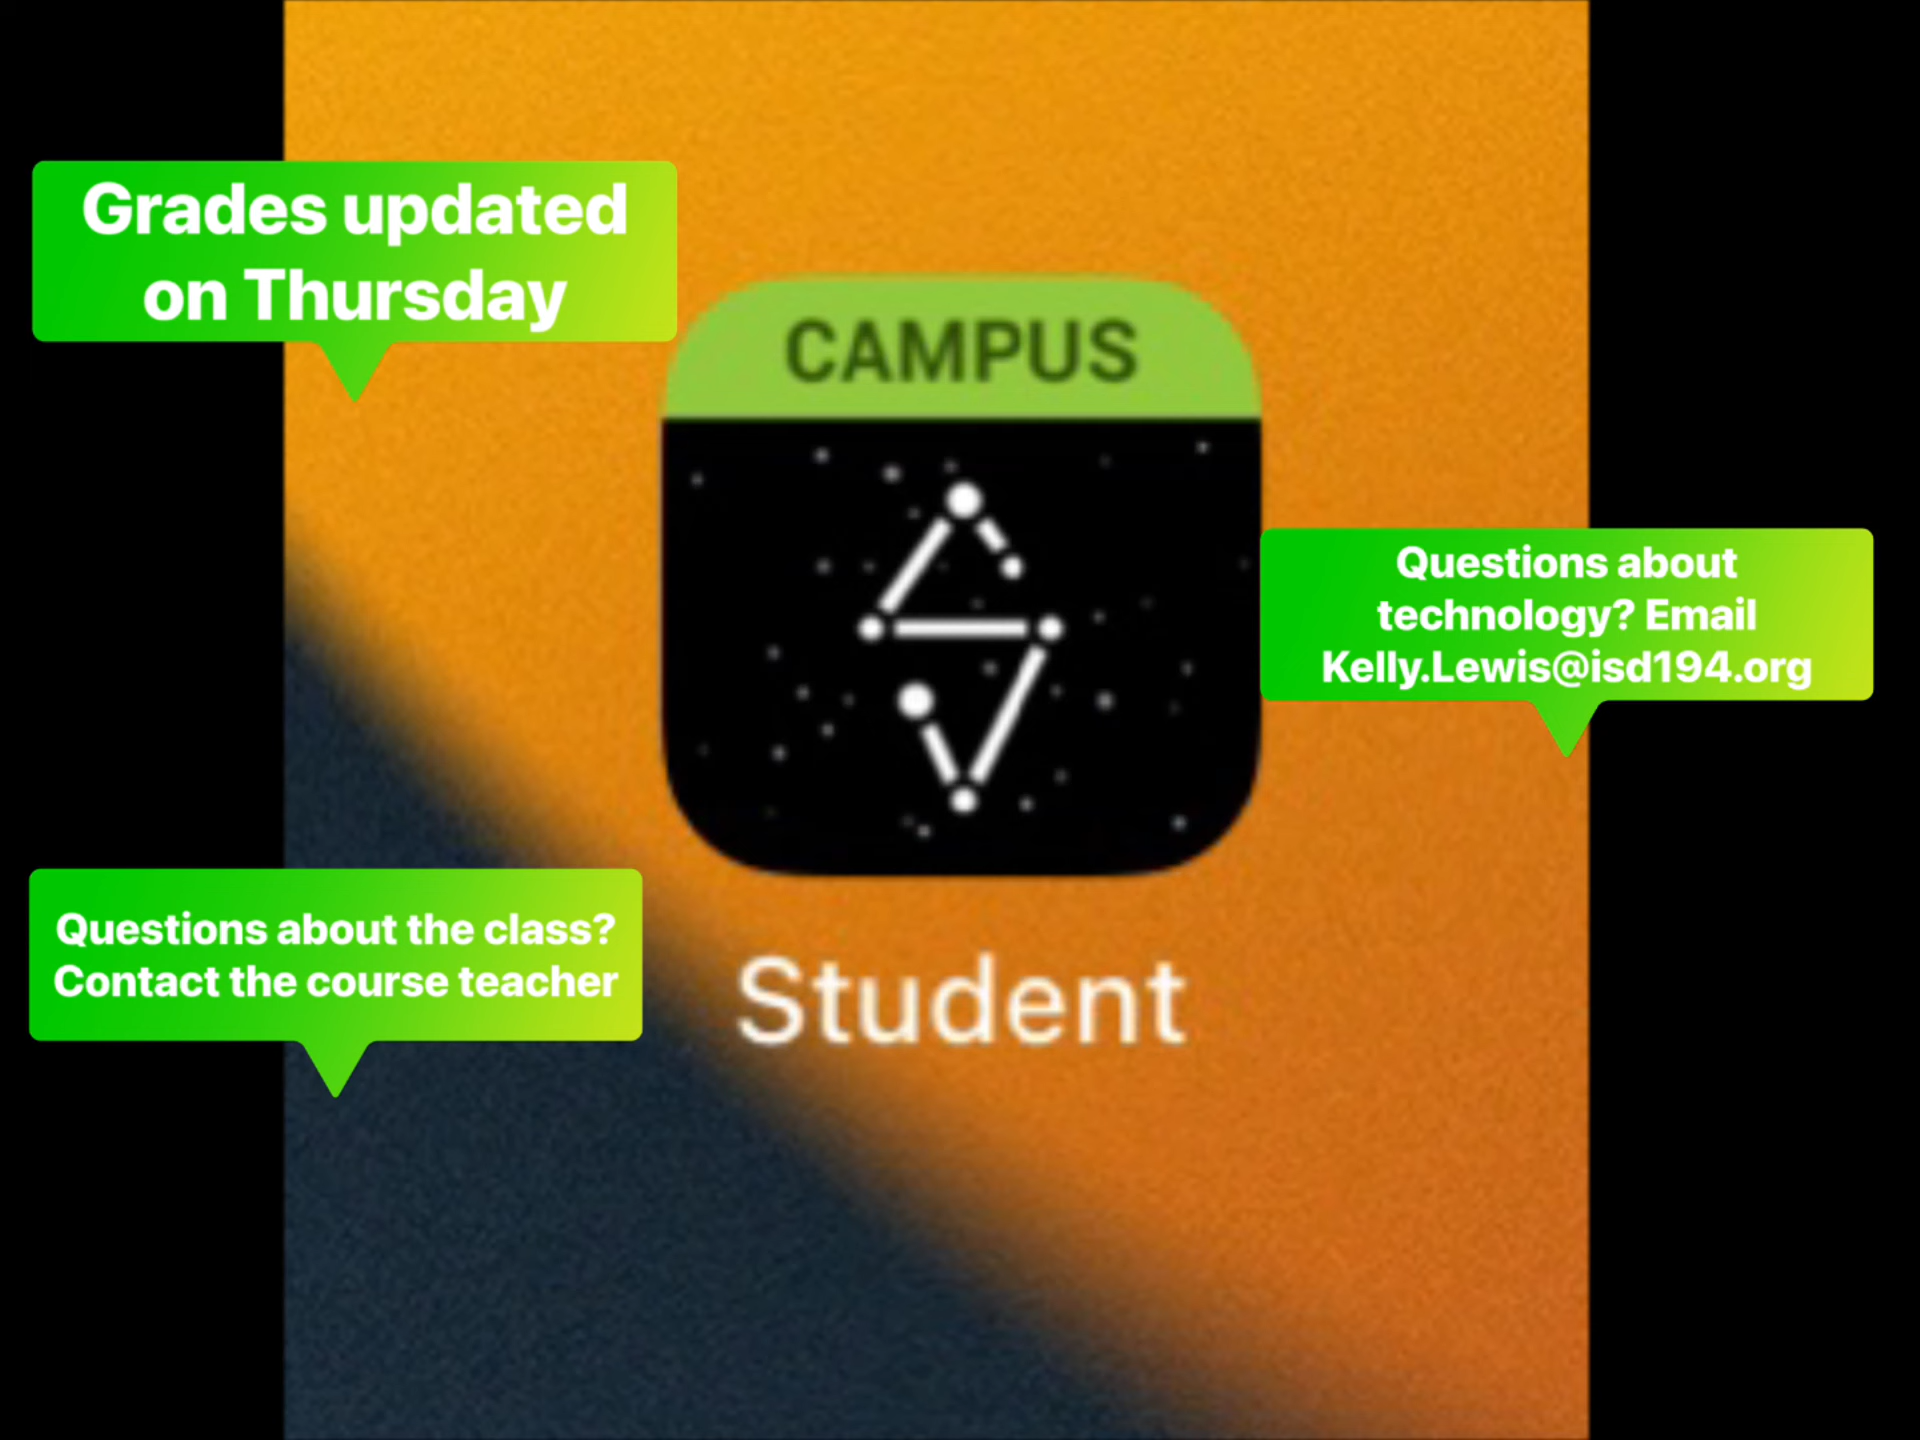 Grades updated
on Thursday
CAMPUS
Questions about
technology? Email
Kelly.Lewis@isd194.org
Questions about the class?
Contact the course teacher
Student